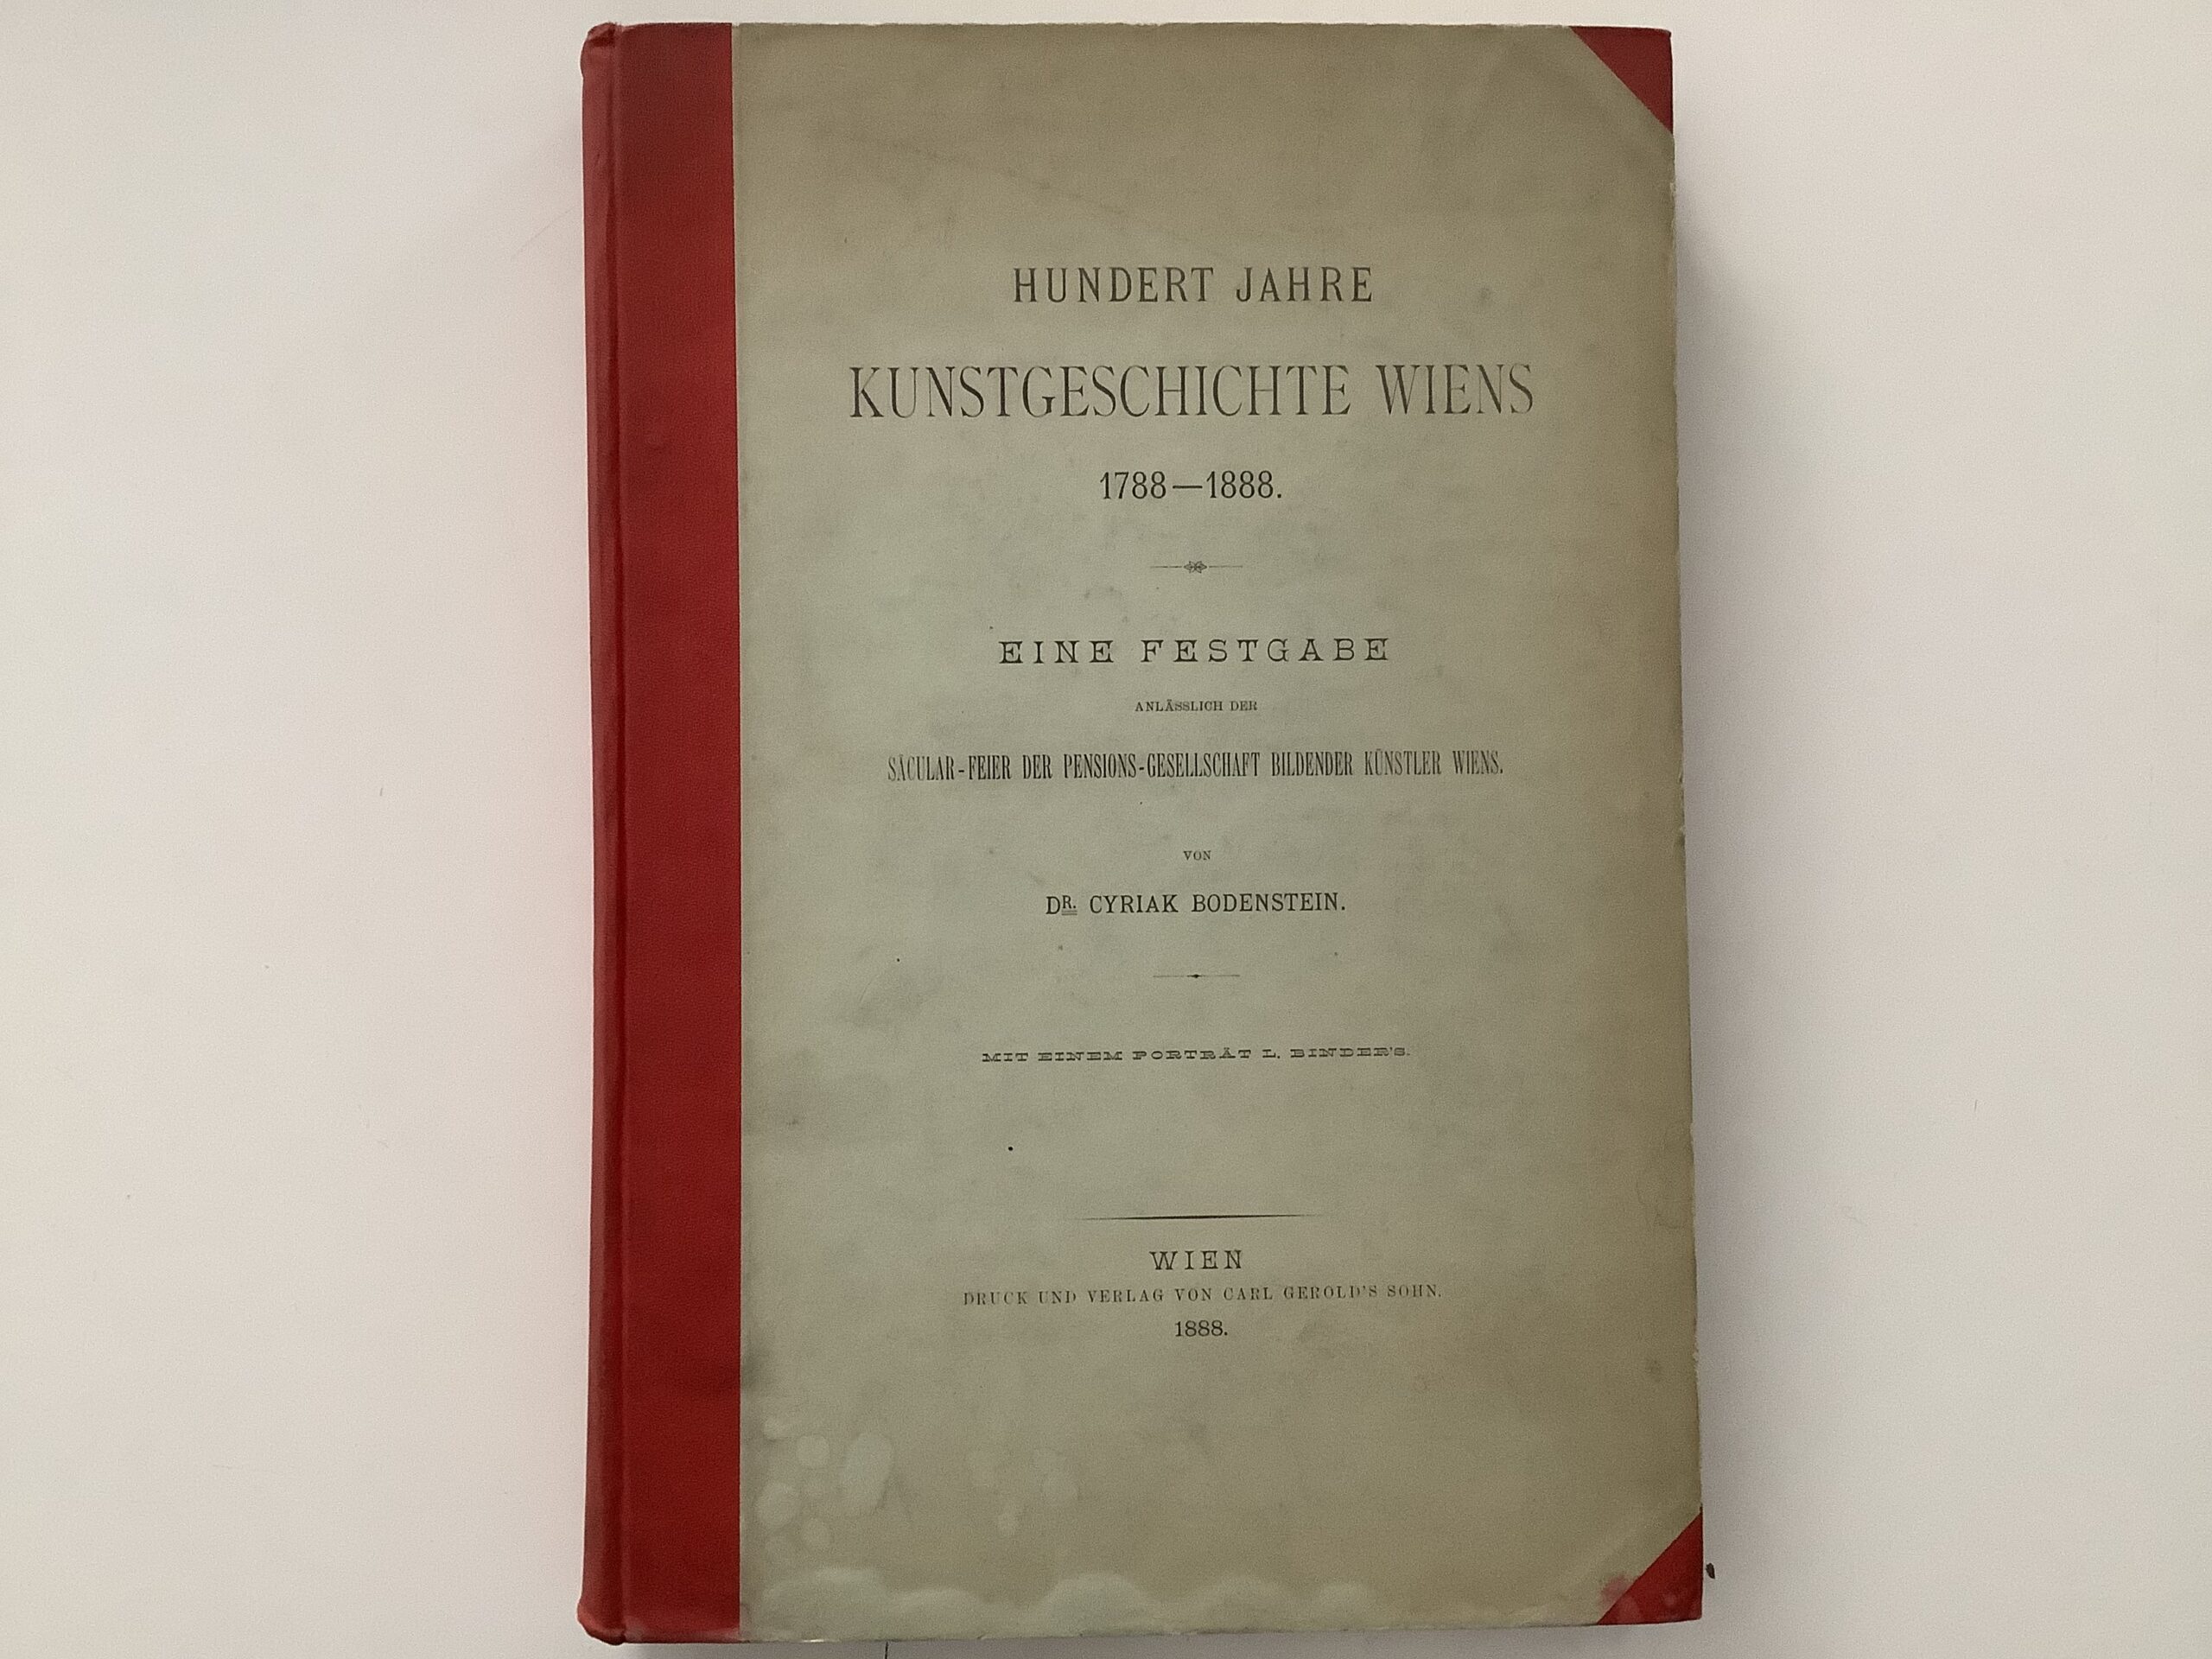 HUNDERT JAHRE
KUNSTGESCHICHTE WIENS
1788—1888.
EINE FESTGABE
ANLÄSSLICH DER
SÄCULAR-FEIER DER PENSIONS-GESELLSCHAFT BILDENDER KÜNSTLER WIENS.
VON
DR. CYRIAK BODENSTEIN.
MIT EINEM PORTRÄT L. BINDER'S.
WIEN
DRUCK UND VERLAG VON CARL GEROLD'S SOHN.
1888.